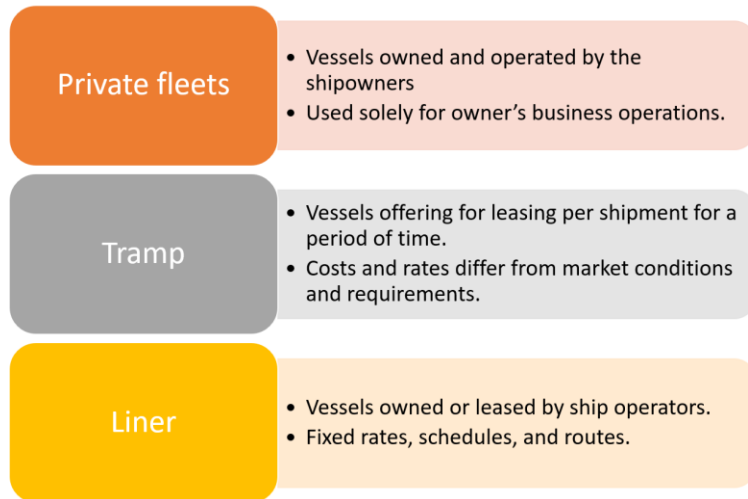 Private fleets
• Vessels owned and operated by the
shipowners
• Used solely for owner’s business operations.
Tramp
• Vessels offering for leasing per shipment for a
period of time.
• Costs and rates differ from market conditions
and requirements.
Liner
• Vessels owned or leased by ship operators.
• Fixed rates, schedules, and routes.